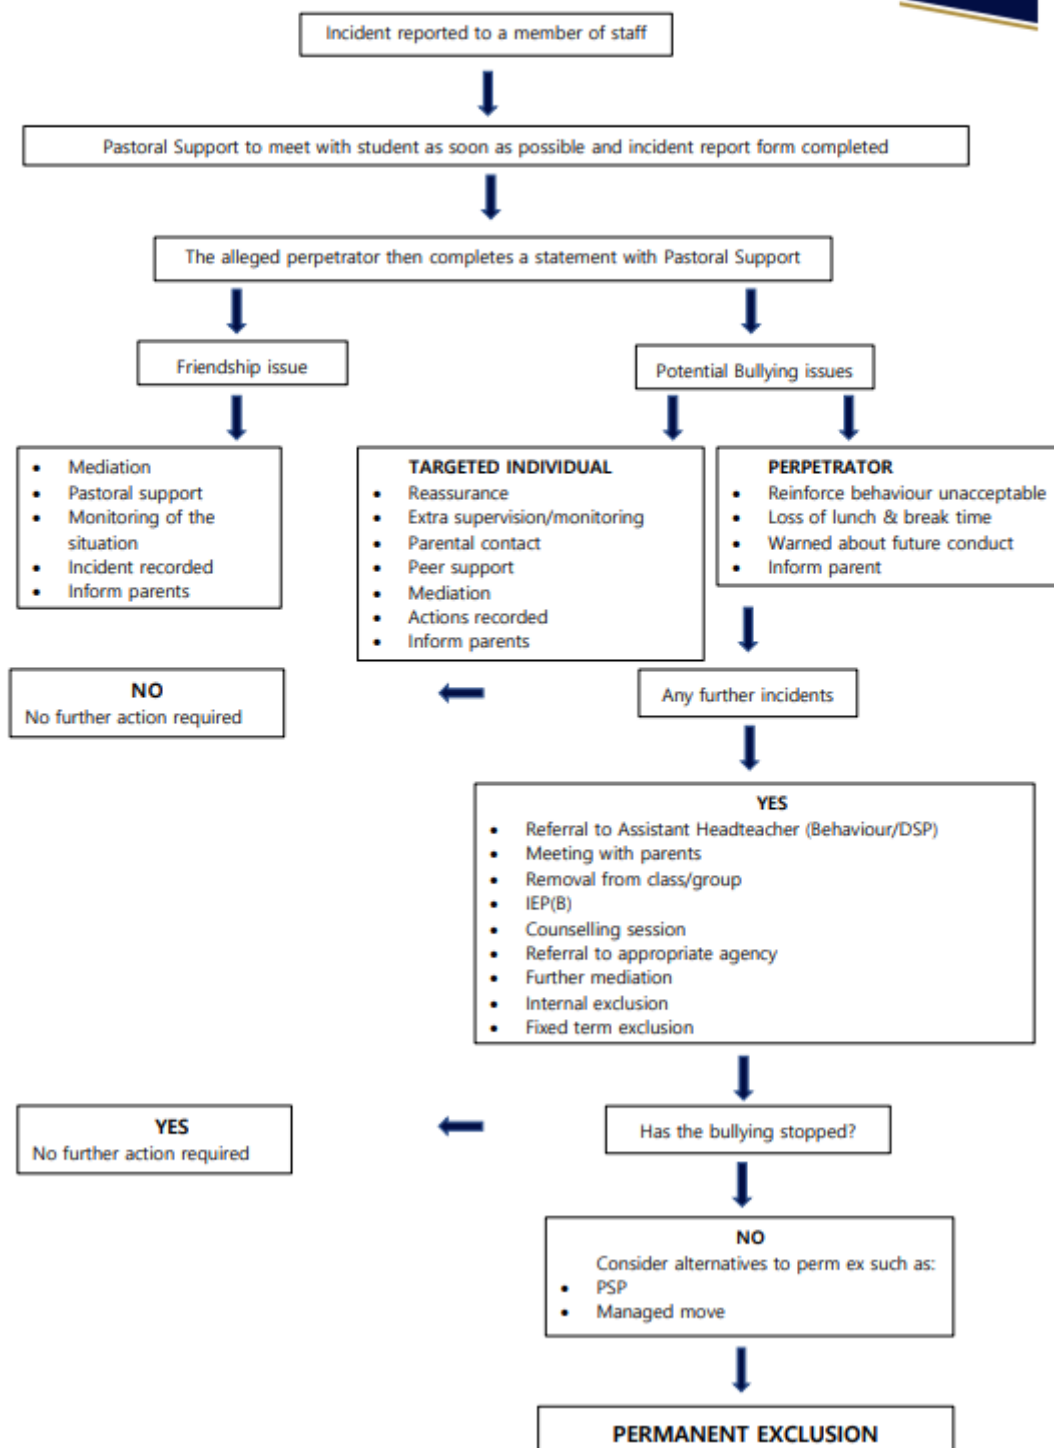 Incident reported to a member of staff
Pastoral Support to meet with student as soon as possible and incident report form completed
The alleged perpetrator then completes a statement with Pastoral Support
Friendship issue
Potential Bullying issues
• Mediation
• Pastoral support
• Monitoring of the
situation
• Incident recorded
• Inform parents
TARGETED INDIVIDUAL
• Reassurance
• Extra supervision/monitoring
• Parental contact
• Peer support
• Mediation
• Actions recorded
• Inform parents
PERPETRATOR
• Reinforce behaviour unacceptable
• Loss of lunch & break time
• Warned about future conduct
• Inform parent
Any further incidents
NO
No further action required
YES
• Referral to Assistant Headteacher (Behaviour/DSP)
• Meeting with parents
• Removal from class/group
• IEP(B)
• Counselling session
• Referral to appropriate agency
• Further mediation
• Internal exclusion
• Fixed term exclusion
Has the bullying stopped?
YES
No further action required
NO
Consider alternatives to perm ex such as:
• PSP
• Managed move
PERMANENT EXCLUSION